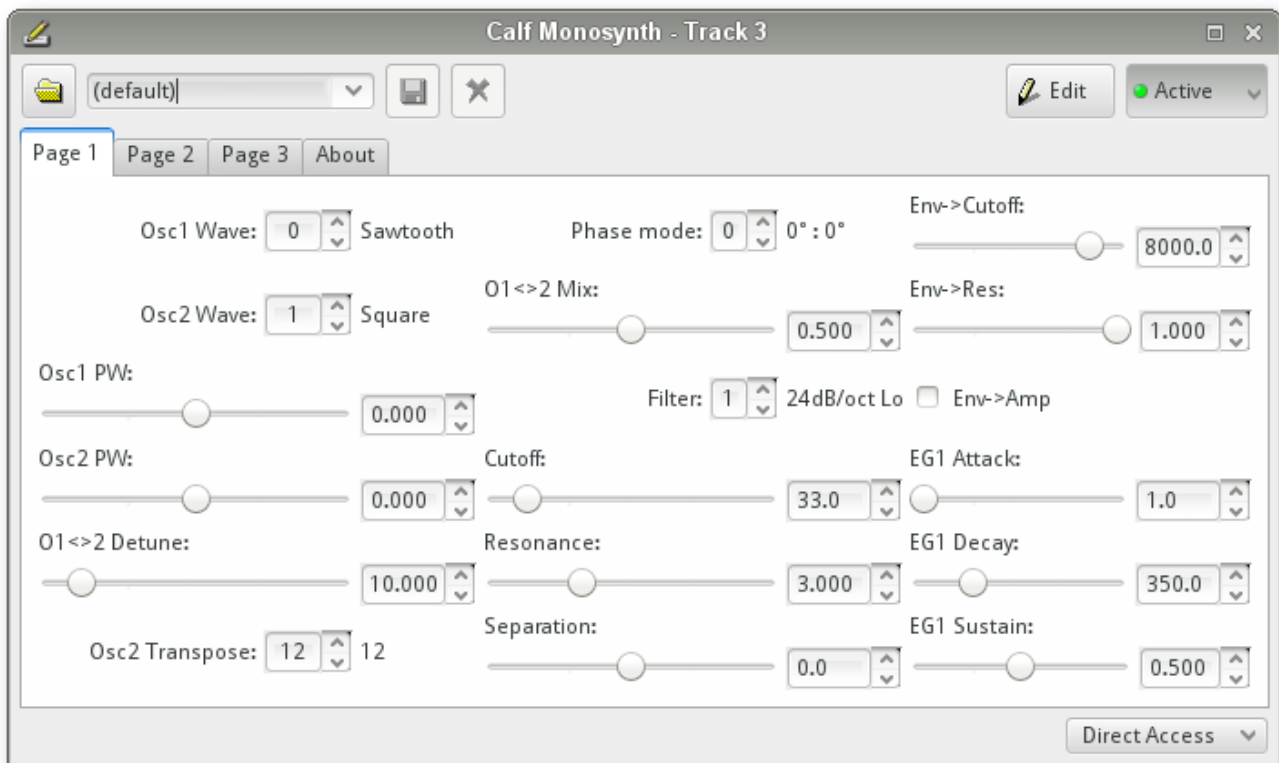 Calf Monosynth - Track 3
(default)
Edit
Active
Page 1
Page 2
Page 3
About
Osc1 Wave: 0 Sawtooth
Osc2 Wave: 1 Square
Osc1 PW:
0.000
Osc2 PW:
0.000
O1<>2 Detune:
10.000
Osc2 Transpose: 12 12
Phase mode: 0 0° : 0°
O1<>2 Mix:
0.500
Filter: 1 24dB/oct Lo
Cutoff:
33.0
Resonance:
3.000
Separation:
0.0
Env->Cutoff:
8000.0
Env->Res:
1.000
Env->Amp
EG1 Attack:
1.0
EG1 Decay:
350.0
EG1 Sustain:
0.500
Direct Access